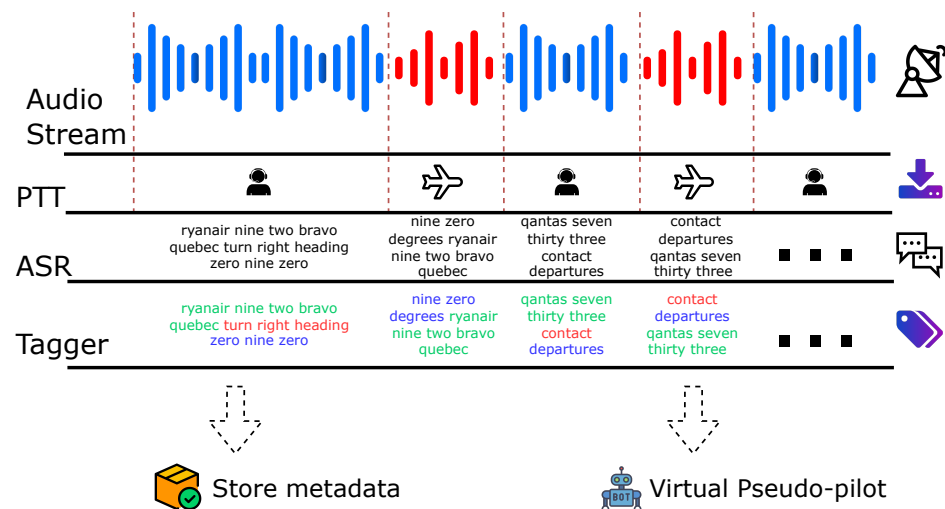 Audio
Stream
PTT
ASR
ryanair nine two bravo
quebec turn right heading
zero nine zero
nine zero
degrees ryanair
nine two bravo
quebec
qantas seven
thirty three
contact
departures
contact
departures
qantas seven
thirty three
Tagger
ryanair nine two bravo
quebec turn right heading
zero nine zero
nine zero
degrees ryanair
nine two bravo
quebec
qantas seven
thirty three
contact
departures
contact
departures
qantas seven
thirty three
Store metadata
BOT
Virtual Pseudo-pilot